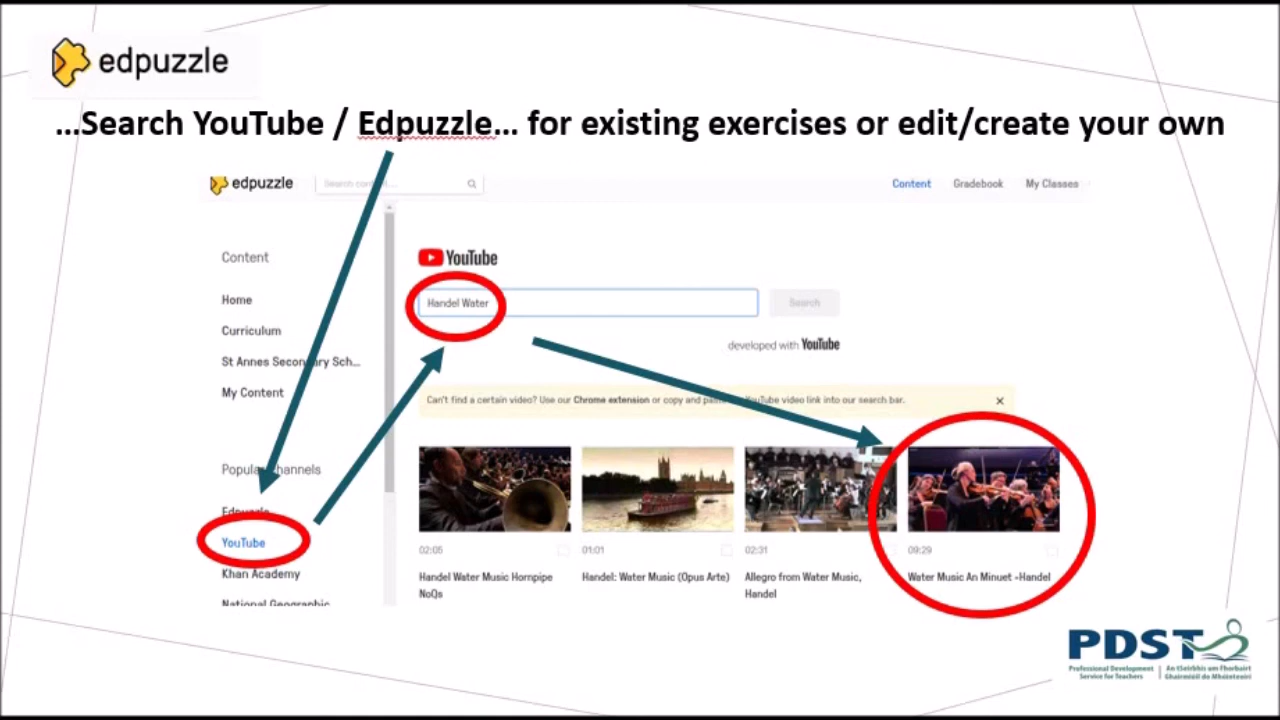 edpuzzle
...Search YouTube / Edpuzzle... for existing exercises or edit/create your own
edpuzzle
Search content...
Content
Gradebook
My Classes
Content
Home
Curriculum
St Annes Secondary Sch...
My Content
Popular channels
Edpuzzle
YouTube
Khan Academy
National Geographic
YouTube
Handel Water
Search
developed with YouTube
Can't find a certain video? Use our Chrome extension or copy and paste YouTube video link into our search bar.
02:05
Handel Water Music Hornpipe
NoQs
01:01
Handel: Water Music (Opus Arte)
02:31
Allegro from Water Music,
Handel
09:29
Water Music An Minuet -Handel
PDST
Professional Development
Service for Teachers
An tSeirbhís um Fhorbairt
Ghairmiúil do Mhúinteoirí